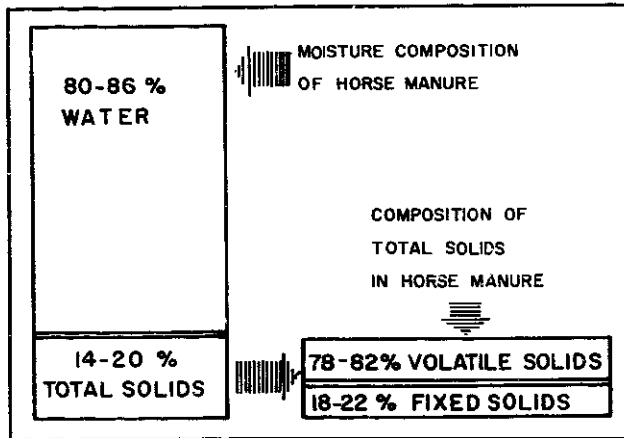 80-86 %
WATER
MOISTURE COMPOSITION
OF HORSE MANURE
COMPOSITION OF
TOTAL SOLIDS
IN HORSE MANURE
14-20 %
TOTAL SOLIDS
78-82% VOLATILE SOLIDS
18-22 % FIXED SOLIDS